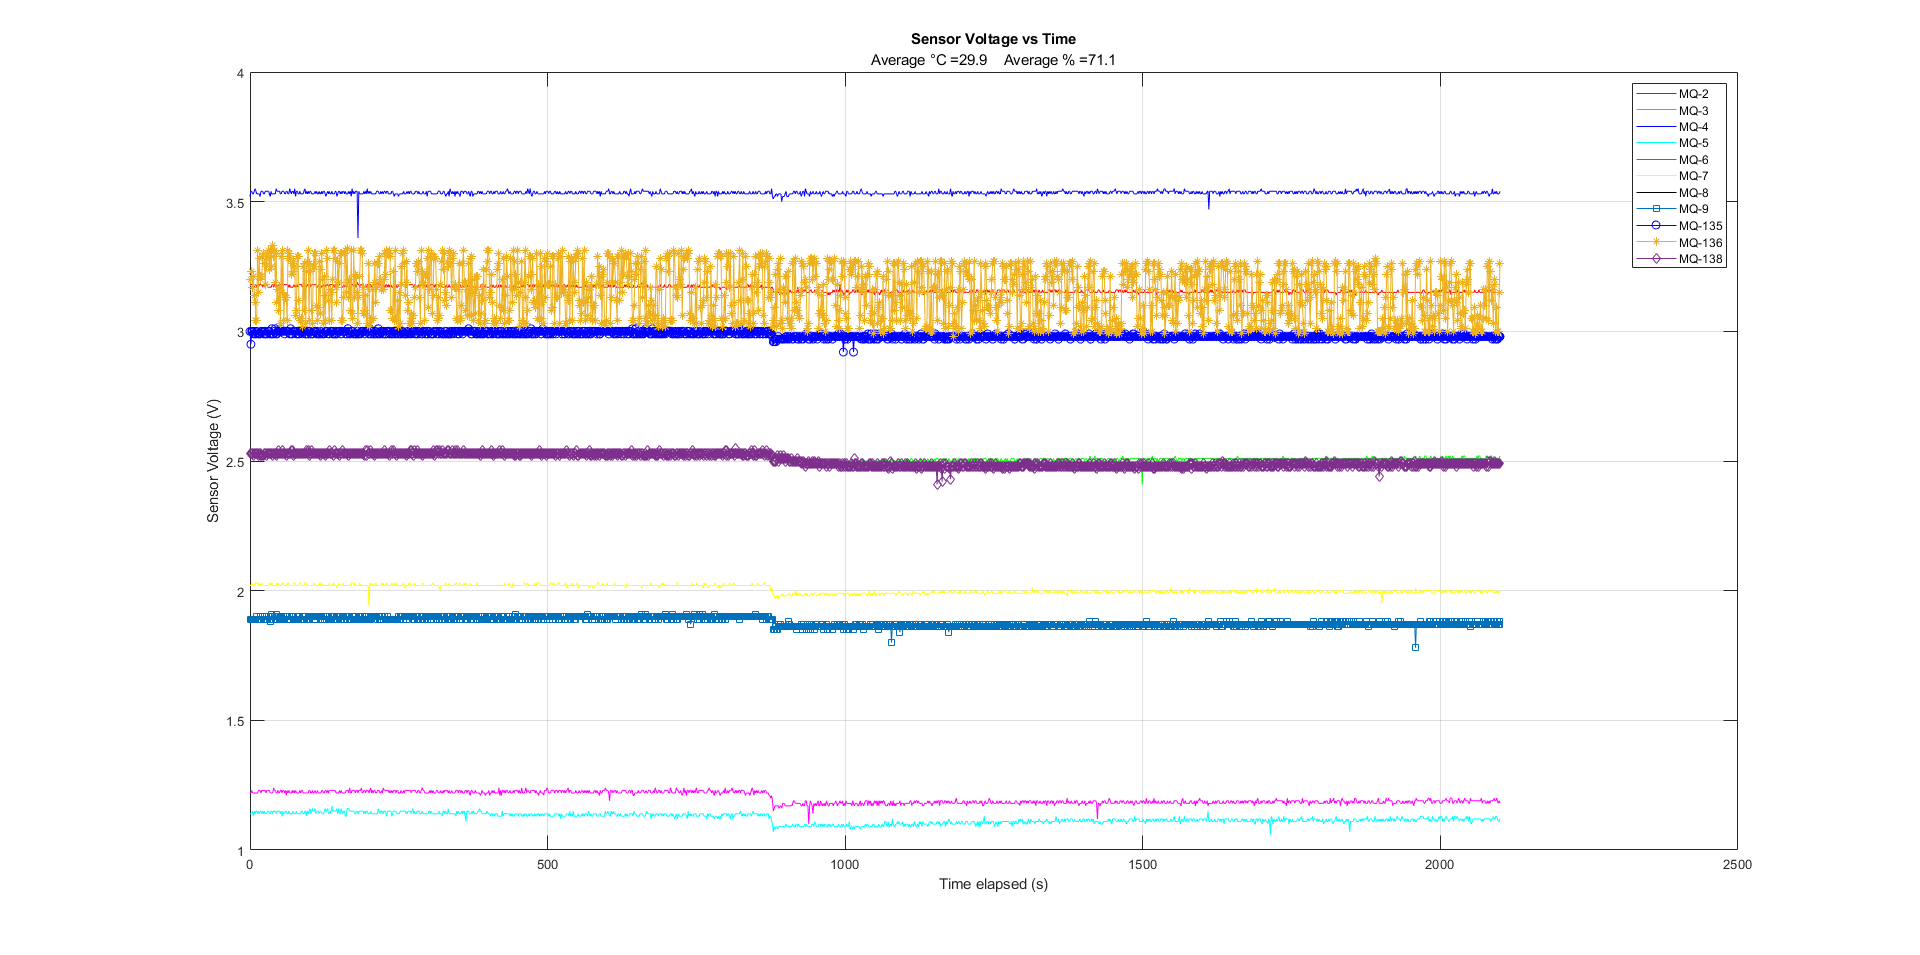 Sensor Voltage vs Time
Average °C =29.9 Average % =71.1
4
3.5
3
2.5
2
1.5
1
Sensor Voltage (V)
0 500 1000 1500 2000 2500
Time elapsed (s)
MQ-2
MQ-3
MQ-4
MQ-5
MQ-6
MQ-7
MQ-8
MQ-9
MQ-135
MQ-136
MQ-138